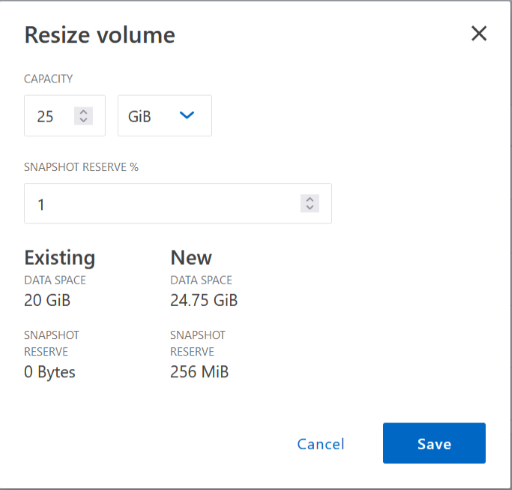 Resize volume
CAPACITY
25
GiB
SNAPSHOT RESERVE %
1
Existing
DATA SPACE
20 GiB
SNAPSHOT
RESERVE
0 Bytes
New
DATA SPACE
24.75 GiB
SNAPSHOT
RESERVE
256 MiB
Cancel
Save